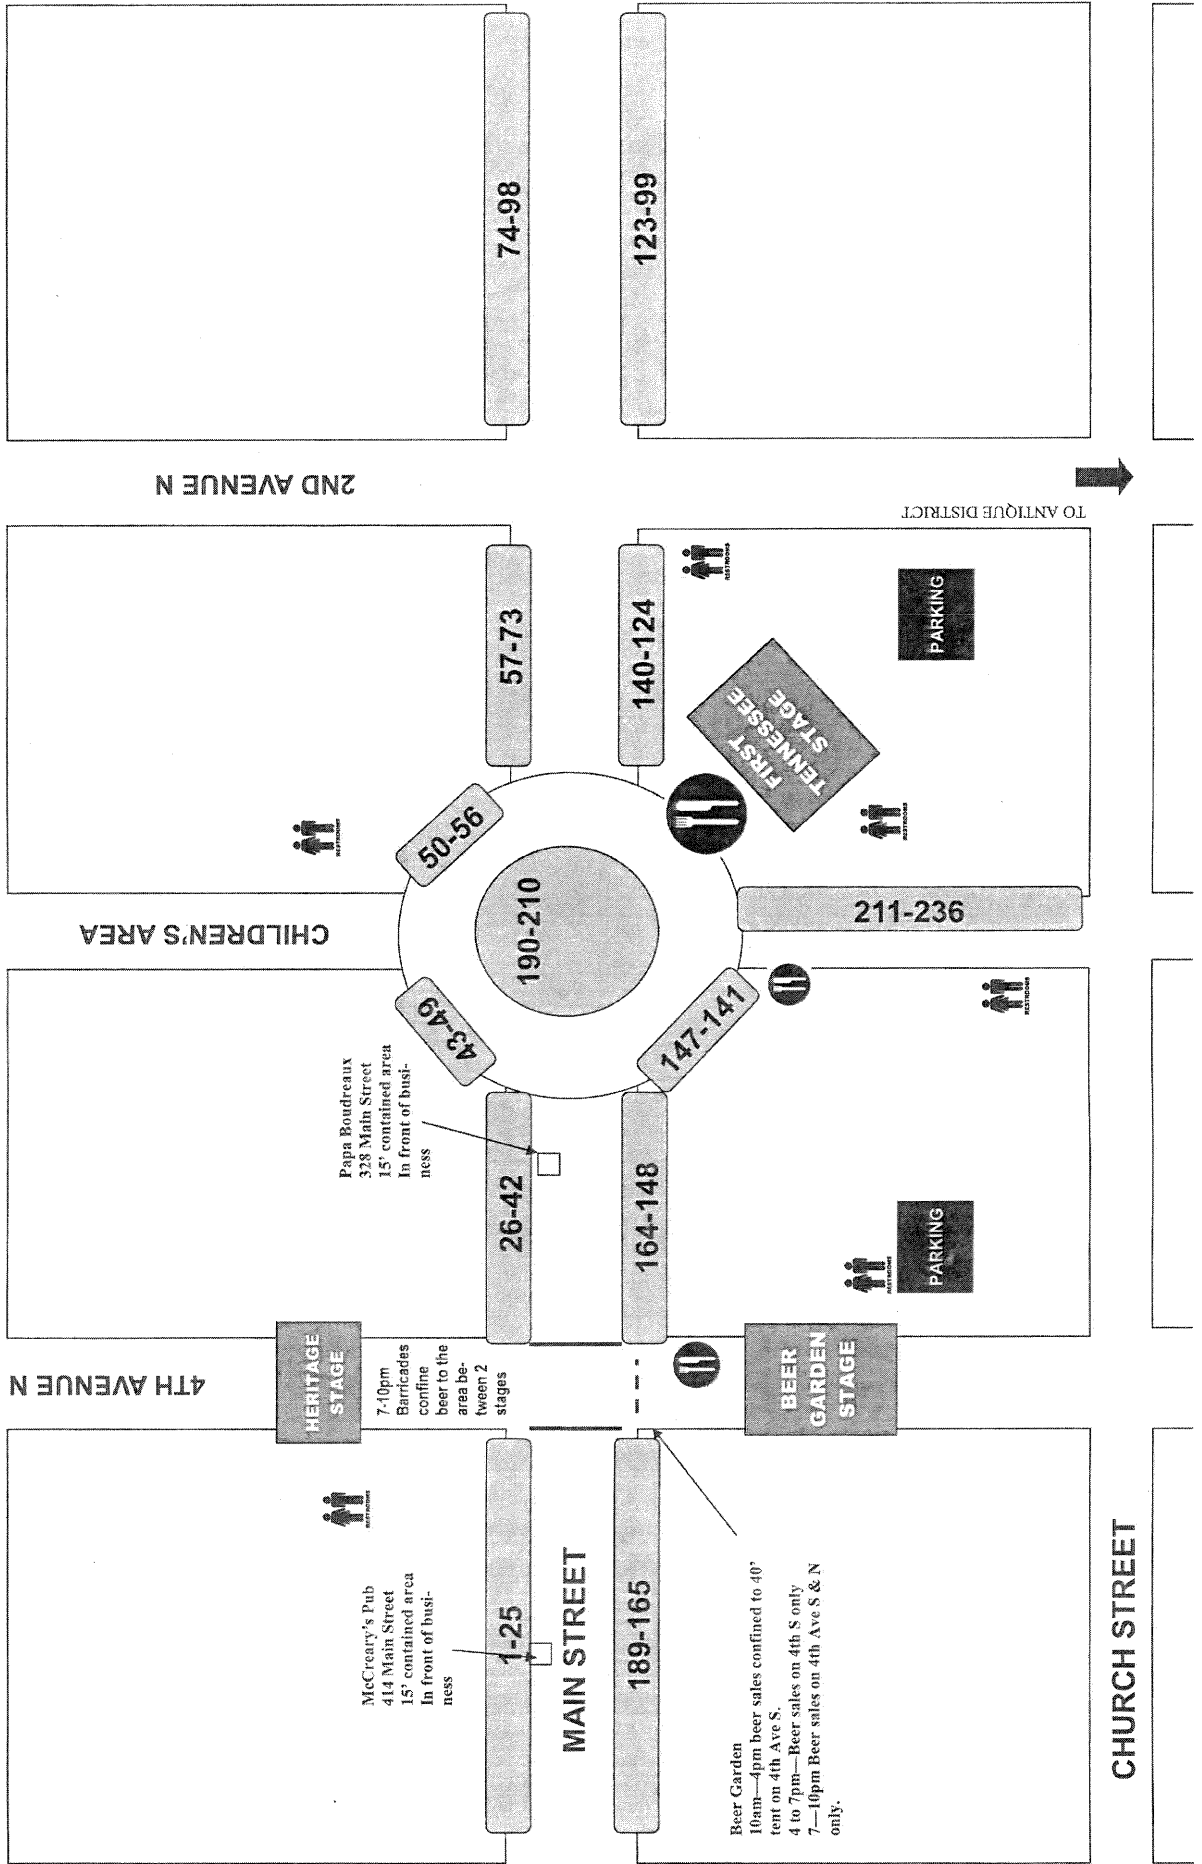 4TH AVENUE N
CHILDREN'S AREA
2ND AVENUE N
HERITAGE
STAGE
7-10pm
Barricades
confine
beer to the
area be-
tween 2
stages
McCreary's Pub
414 Main Street
15' contained area
In front of busi-
ness
Papa Boudreaux
328 Main Street
15' contained area
In front of busi-
ness
RESTROOMS
RESTROOMS
1-25
26-42
43-49
50-56
57-73
74-98
MAIN STREET
190-210
189-165
164-148
147-141
140-124
123-99
Beer Garden
10am—4pm beer sales confined to 40'
tent on 4th Ave S.
4 to 7pm—Beer sales on 4th S only
7—10pm Beer sales on 4th Ave S & N
only.
BEER
GARDEN
STAGE
RESTROOMS
PARKING
RESTROOMS
211-236
FIRST
TENNESSEE
STAGE
RESTROOMS
RESTROOMS
PARKING
TO ANTIQUE DISTRICT
CHURCH STREET